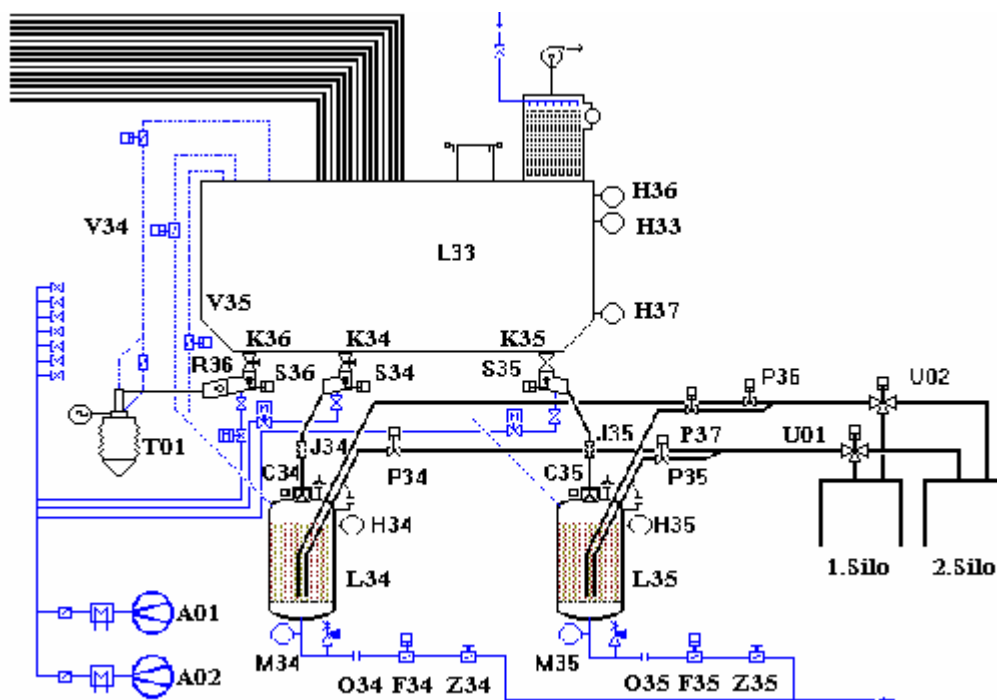 H36
H33
V34
L33
V35
H37
K36
K34
K35
R36
S36
S34
S35
P36
U02
T01
J34
J35
P37
U01
C34
P34
C35
P35
H34
H35
L34
L35
1.Silo
2.Silo
A01
M34
M35
A02
O34
F34
Z34
O35
F35
Z35